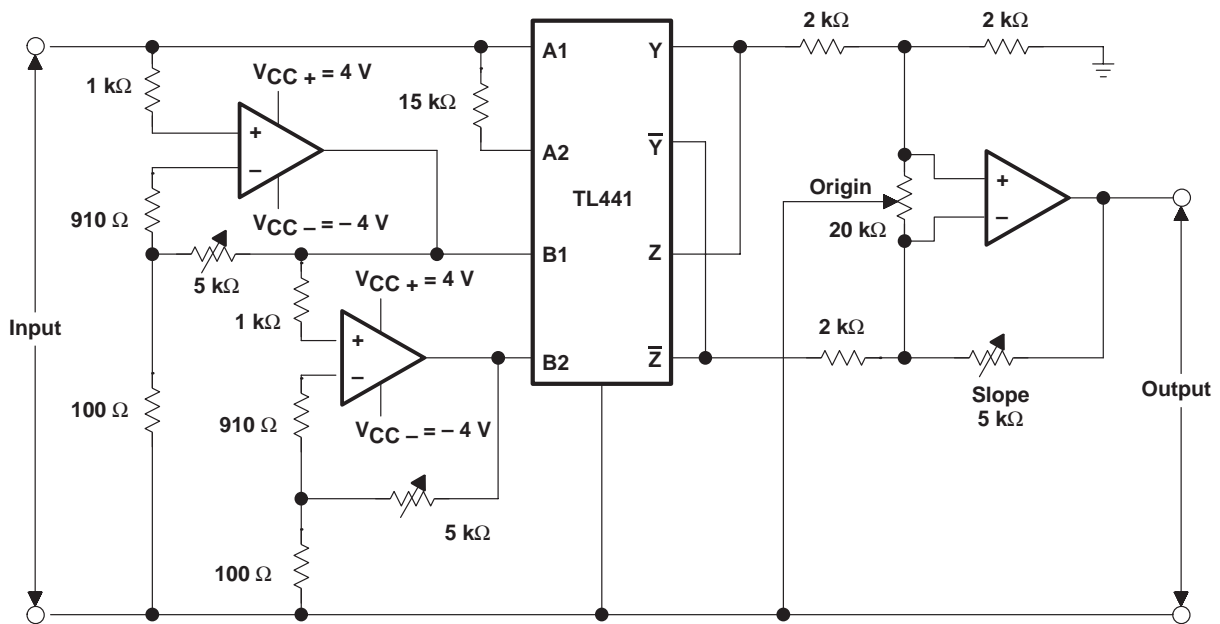 2 kΩ
2 kΩ
A1
Y
1 kΩ
VCC + = 4 V
15 kΩ
+
–
A2
Y
+
–
Origin
20 kΩ
TL441
910 Ω
VCC – = – 4 V
B1
Z
5 kΩ
VCC + = 4 V
Input
1 kΩ
+
–
2 kΩ
B2
Z
Slope
5 kΩ
Output
100 Ω
910 Ω
VCC – = – 4 V
5 kΩ
100 Ω